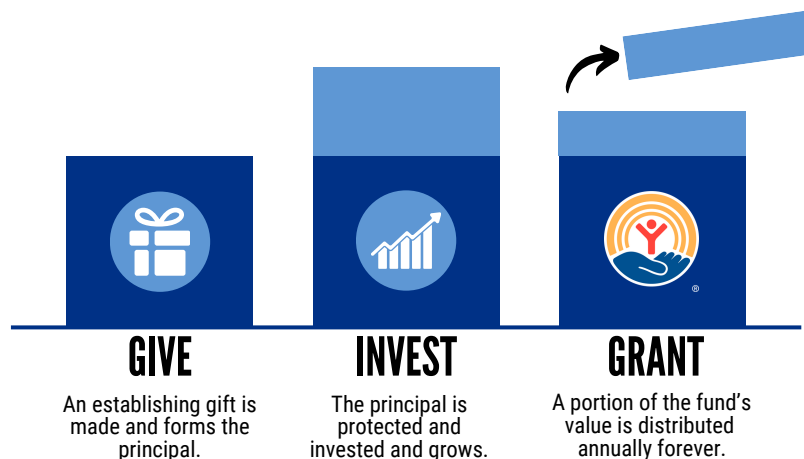 ®
GIVE
An establishing gift is
made and forms the
principal.
INVEST
The principal is
protected and
invested and grows.
GRANT
A portion of the fund's
value is distributed
annually forever.